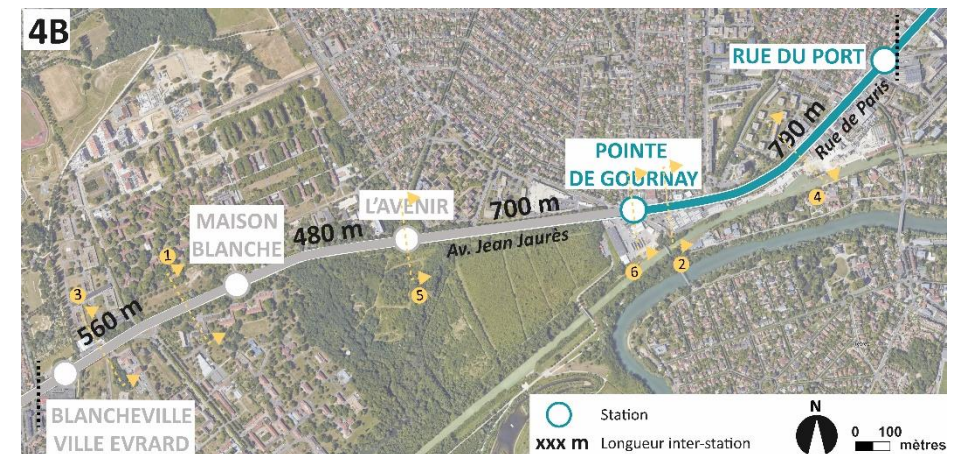 4B
RUE DU PORT
790 m
Rue de Paris
POINTE
DE GOURNAY
L'AVENIR
700 m
Av. Jean Jaurès
MAISON
BLANCHE
480 m
1
3
560 m
5
6
2
4
BLANCHEVILLE
VILLE EVRARD
Station
xxx m Longueur inter-station
N
0 100
mètres